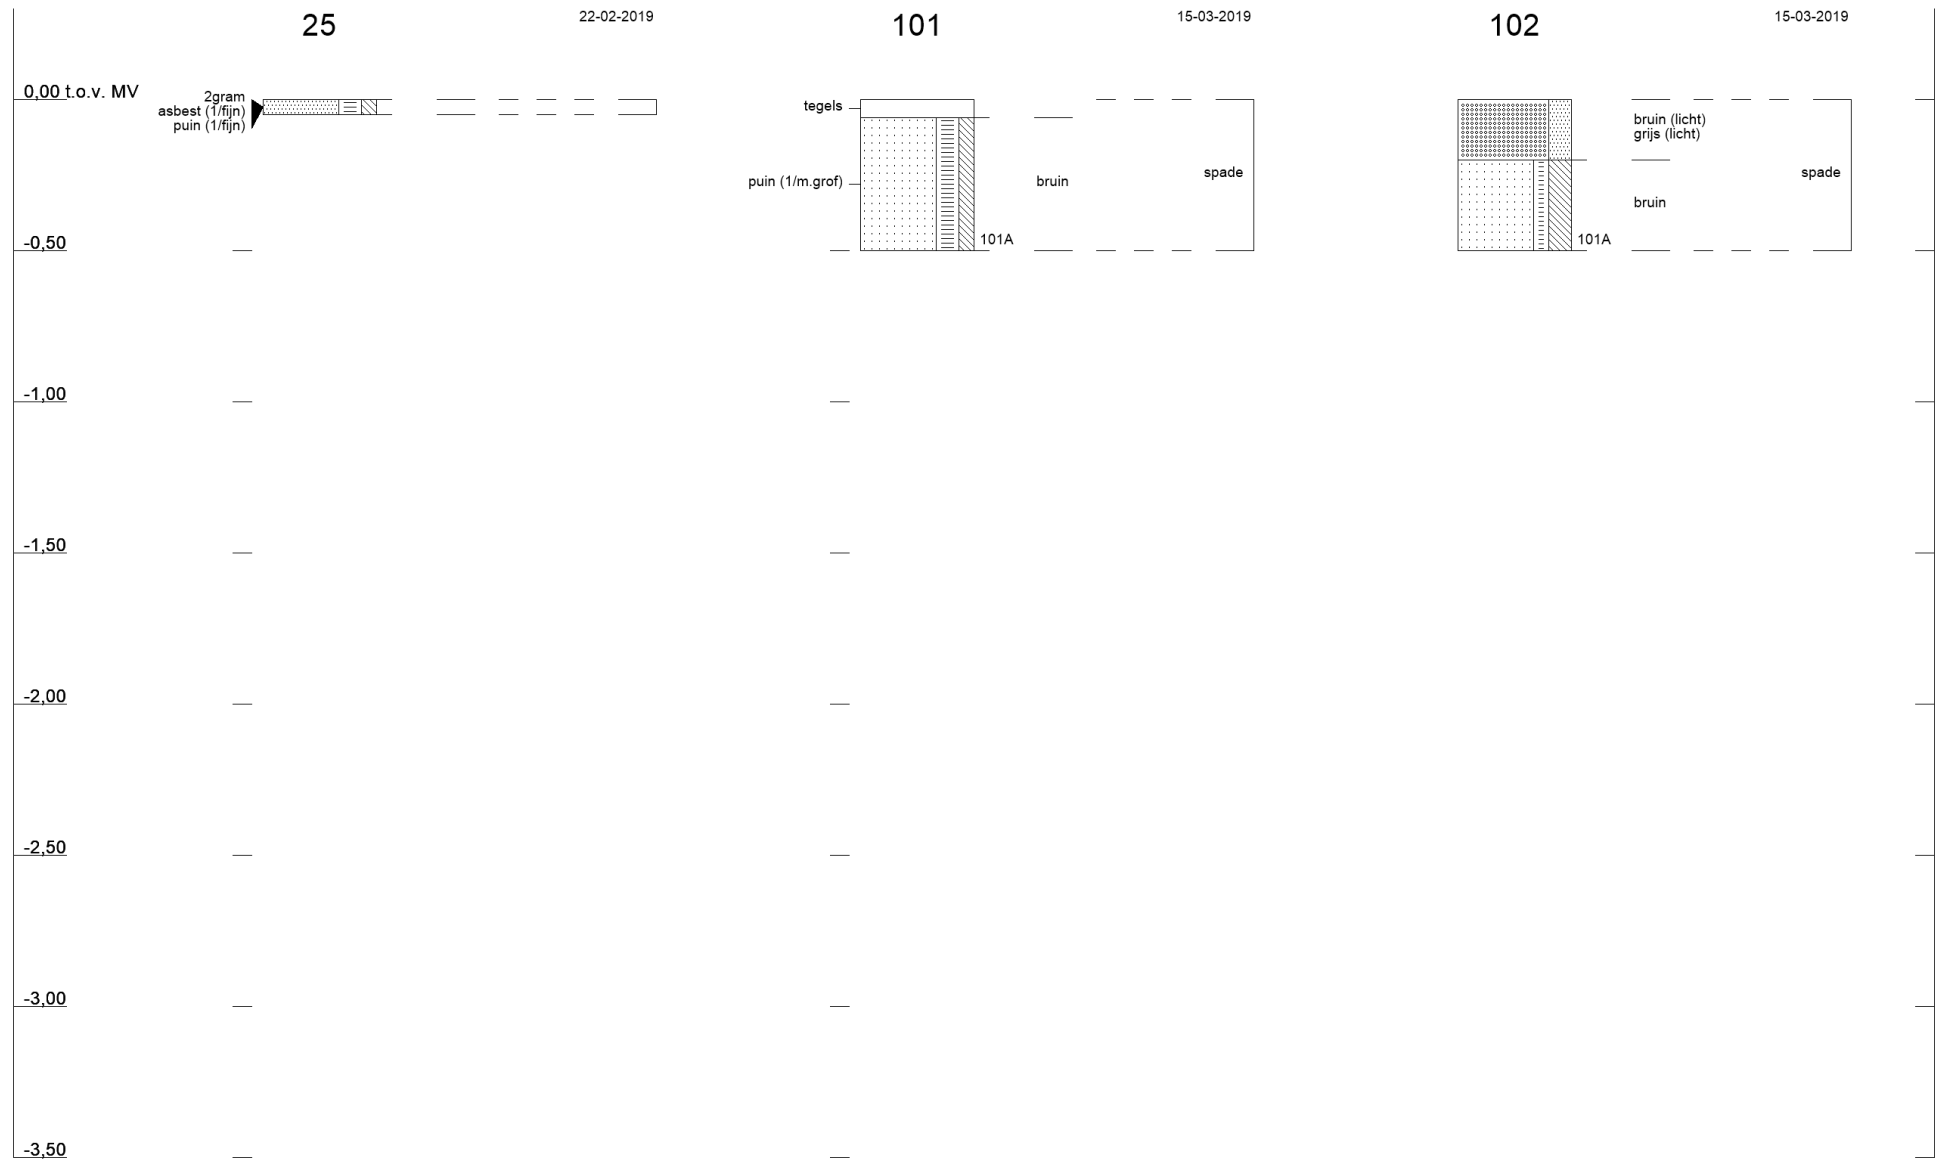 25
22-02-2019
101
15-03-2019
102
15-03-2019
0,00 t.o.v. MV
2gram
asbest (1/fijn)
puin (1/fijn)
tegels
puin (1/m.grof)
bruin
spade
101A
bruin (licht)
grijs (licht)
spade
bruin
101A
-0,50
-1,00
-1,50
-2,00
-2,50
-3,00
-3,50